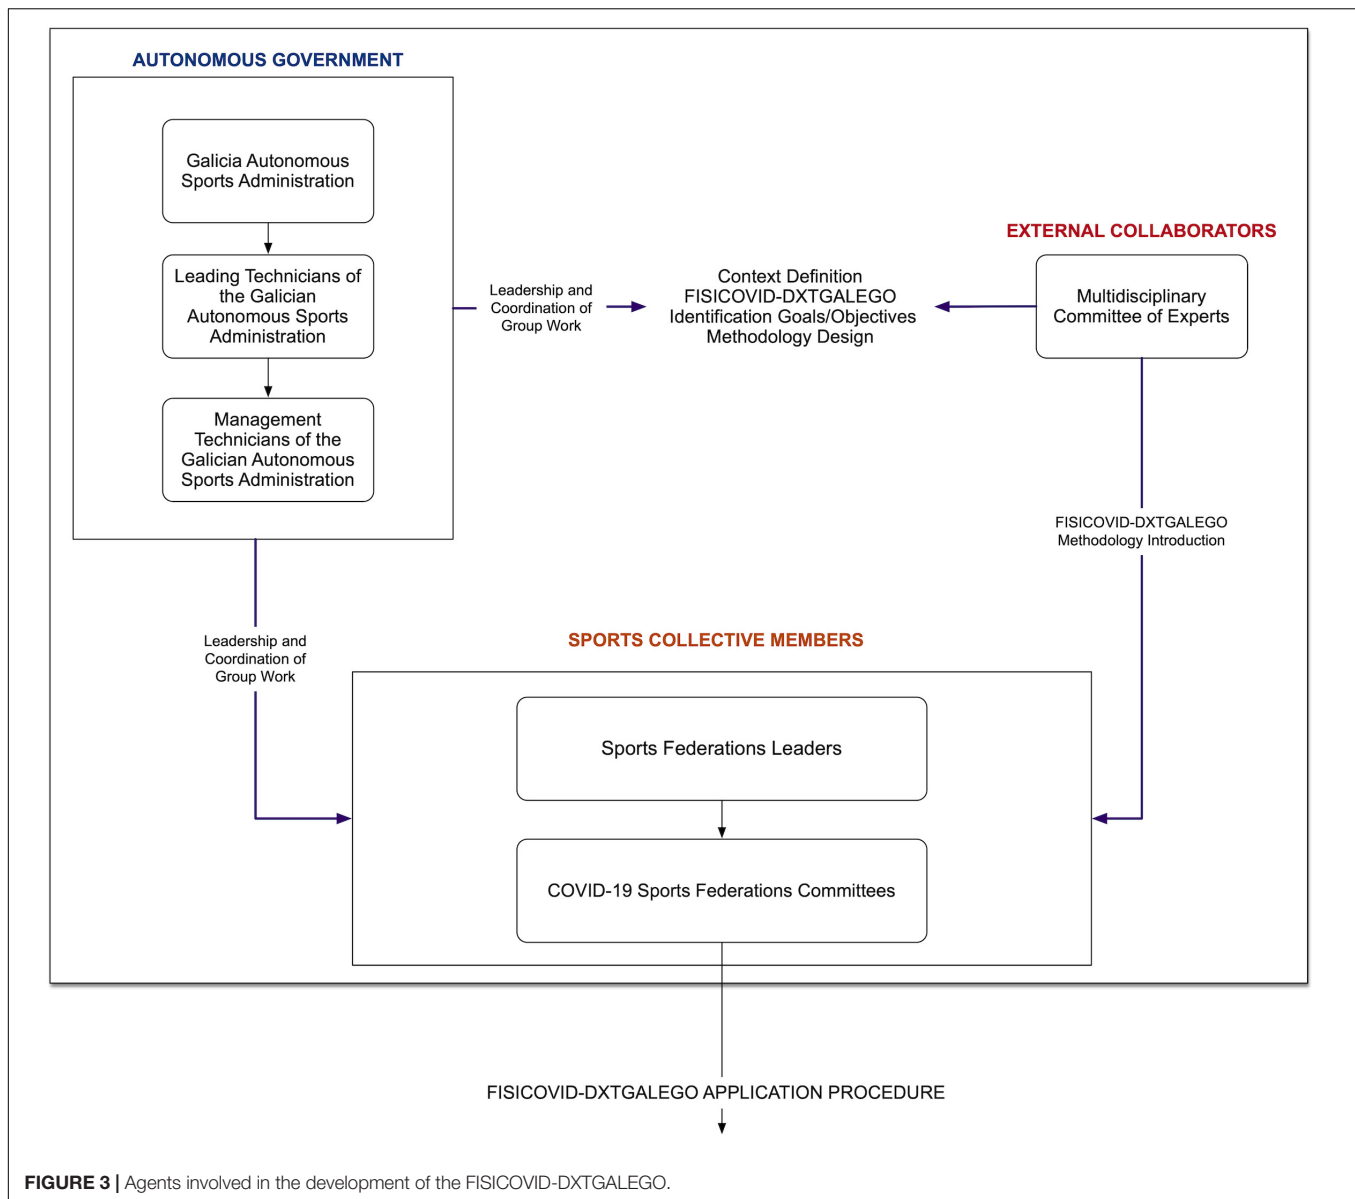 AUTONOMOUS GOVERNMENT
Galicia Autonomous
Sports Administration
Leading Technicians of
the Galician
Autonomous Sports
Administration
Management
Technicians of the
Galician Autonomous
Sports Administration
Leadership and
Coordination of
Group Work
Context Definition
FISICOVID-DXTGALEGO
Identification Goals/Objectives
Methodology Design
EXTERNAL COLLABORATORS
Multidisciplinary
Committee of Experts
FISICOVID-DXTGALEGO
Methodology Introduction
Leadership and
Coordination of
Group Work
SPORTS COLLECTIVE MEMBERS
Sports Federations Leaders
COVID-19 Sports Federations Committees
FISICOVID-DXTGALEGO APPLICATION PROCEDURE
FIGURE 3 | Agents involved in the development of the FISICOVID-DXTGALEGO.